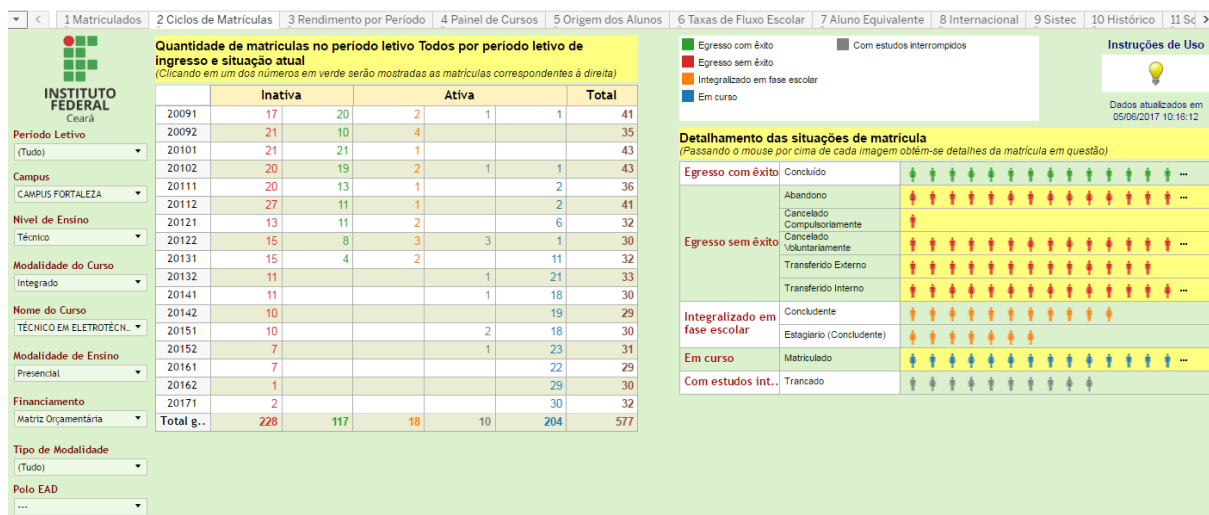 1 Matriculados
2 Ciclos de Matrículas
3 Rendimento por Período
4 Painel de Cursos
5 Origem dos Alunos
6 Taxas de Fluxo Escolar
7 Aluno Equivalente
8 Internacional
9 Sistec
10 Histórico
INSTITUTO
FEDERAL
Ceará
Período Letivo
(Tudo)
Campus
CAMPUS FORTALEZA
Nivel de Ensino
Técnico
Modalidade do Curso
Integrado
Nome do Curso
TÉCNICO EM ELETROTÉCN..
Modalidade de Ensino
Presencial
Financiamento
Matriz Orçamentária
Tipo de Modalidade
(Tudo)
Polo EAD
---
Quantidade de matrículas no período letivo Todos por período letivo de
ingresso e situação atual
(Clicando em um dos números em verde serão mostradas as matrículas correspondentes à direita)
Inativa Ativa Total
20091 17 20 2 1 1 41
20092 21 10 4 35
20101 21 21 1 43
20102 20 19 2 1 1 43
20111 20 13 1 2 36
20112 27 11 1 2 41
20121 13 11 2 6 32
20122 15 8 3 3 1 30
20131 15 4 2 11 32
20132 11 1 21 33
20141 11 1 18 30
20142 10 19 29
20151 10 2 18 30
20152 7 1 23 31
20161 7 22 29
20162 1 29 30
20171 2 30 32
Total g.. 228 117 18 10 204 577
Egresso com êxito
Com estudos interrompidos
Egresso sem êxito
Integralizado em fase escolar
Em curso
Instruções de Uso
Dados atualizados em
05/06/2017 10:16:12
Detalhamento das situações de matrícula
(Passando o mouse por cima de cada imagem obtêm-se detalhes da matrícula em questão)
Egresso com êxito Concluído ...
Egresso sem êxito
Abandono ...
Cancelado
Compulsoriamente
Cancelado
Voluntariamente ...
Transferido Externo
Transferido Interno ...
Integralizado em
fase escolar
Concludente
Estagiario (Concludente)
Em curso Matriculado ...
Com estudos int.. Trancado